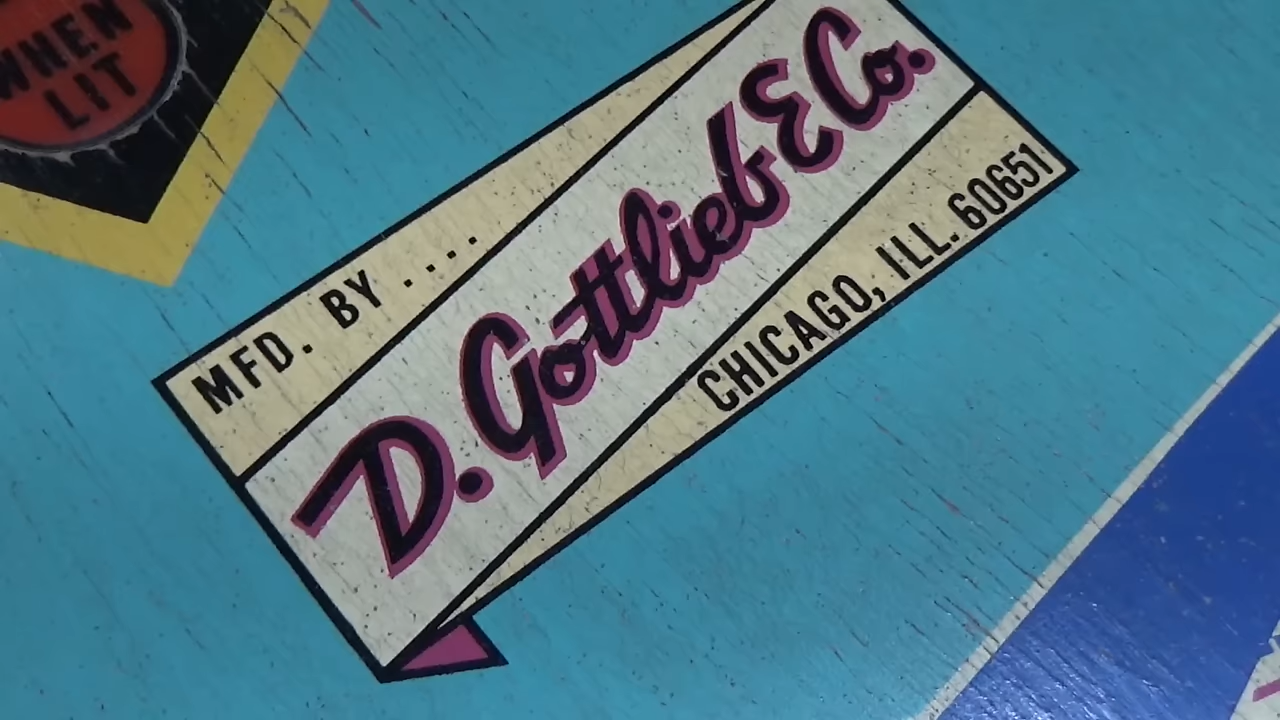 WHEN
LIT
MFD. BY....
D. Gottlieb & Co.
CHICAGO, ILL. 60651